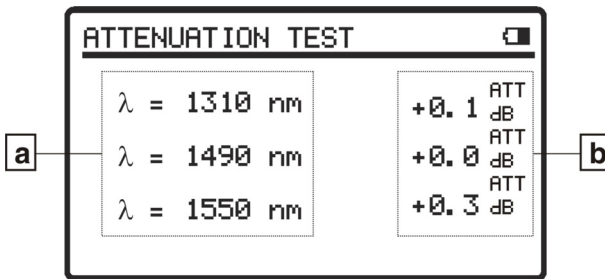 ATTENUATION TEST
λ = 1310 nm +0.1 ATT dB
a λ = 1490 nm +0.0 ATT dB b
λ = 1550 nm +0.3 ATT dB